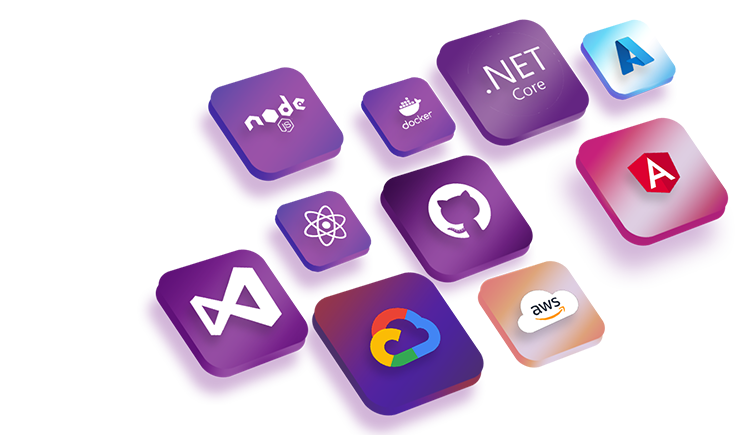 node
JS
docker
.NET
Core
A
aws